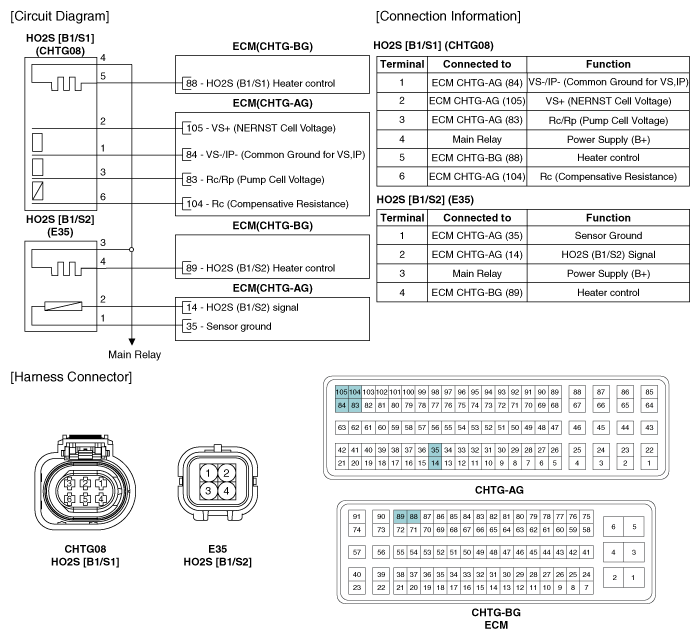 [Circuit Diagram]
HO2S [B1/S1]
(CHTG08)
4
5
2
1
3
6
ECM(CHTG-BG)
88 - HO2S (B1/S1) Heater control
ECM(CHTG-AG)
105 - VS+ (NERNST Cell Voltage)
84 - VS-/IP- (Common Ground for VS,IP)
83 - Rc/Rp (Pump Cell Voltage)
104 - Rc (Compensative Resistance)
HO2S [B1/S2]
(E35)
3
4
2
1
ECM(CHTG-BG)
89 - HO2S (B1/S2) Heater control
ECM(CHTG-AG)
14 - HO2S (B1/S2) signal
35 - Sensor ground
Main Relay
[Connection Information]
HO2S [B1/S1] (CHTG08)
Terminal Connected to Function
1 ECM CHTG-AG (84) VS-/IP- (Common Ground for VS,IP)
2 ECM CHTG-AG (105) VS+ (NERNST Cell Voltage)
3 ECM CHTG-AG (83) Rc/Rp (Pump Cell Voltage)
4 Main Relay Power Supply (B+)
5 ECM CHTG-BG (88) Heater control
6 ECM CHTG-AG (104) Rc (Compensative Resistance)
HO2S [B1/S2] (E35)
Terminal Connected to Function
1 ECM CHTG-AG (35) Sensor Ground
2 ECM CHTG-AG (14) HO2S (B1/S2) Signal
3 Main Relay Power Supply (B+)
4 ECM CHTG-BG (89) Heater control
[Harness Connector]
3 2 1
6 5 4
CHTG08
HO2S [B1/S1]
1 2
3 4
E35
HO2S [B1/S2]
105 104 103 102 101 100 99 98 97 96 95 94 93 92 91 90 89 88 87 86 85
84 83 82 81 80 79 78 77 76 75 74 73 72 71 70 69 68 67 66 65 64
63 62 61 60 59 58 57 56 55 54 53 52 51 50 49 48 47 46 45 44 43
42 41 40 39 38 37 36 35 34 33 32 31 30 29 28 27 26 25 24 23 22
21 20 19 18 17 16 15 14 13 12 11 10 9 8 7 6 5 4 3 2 1
CHTG-AG
91 90 89 88 87 86 85 84 83 82 81 80 79 78 77 76 75
74 73 72 71 70 69 68 67 66 65 64 63 62 61 60 59 58
6 5
57 56 55 54 53 52 51 50 49 48 47 46 45 44 43 42 41
4 3
40 39 38 37 36 35 34 33 32 31 30 29 28 27 26 25 24
23 22 21 20 19 18 17 16 15 14 13 12 11 10 9 8 7
2 1
CHTG-BG
ECM